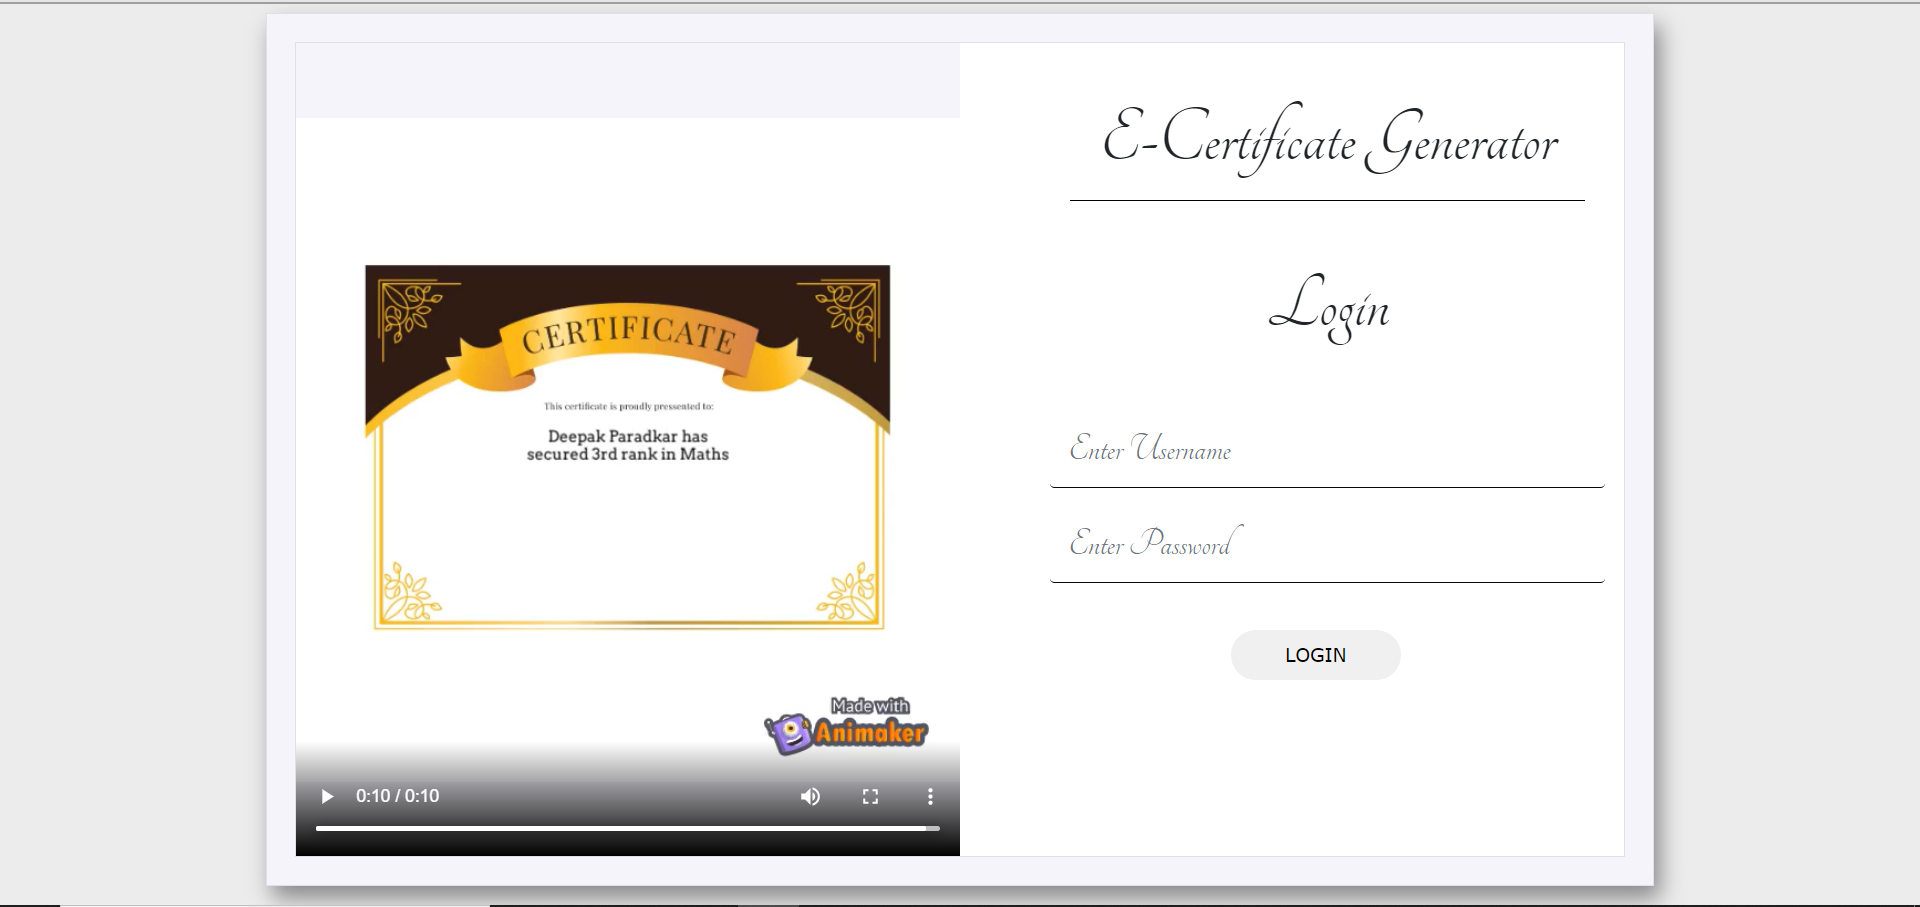 CERTIFICATE
This certificate is proudly pressented to:
Deepak Paradkar has
secured 3rd rank in Maths
Made with
Animaker
0:10 / 0:10
E-Certificate Generator
Login
Enter Username
Enter Password
LOGIN